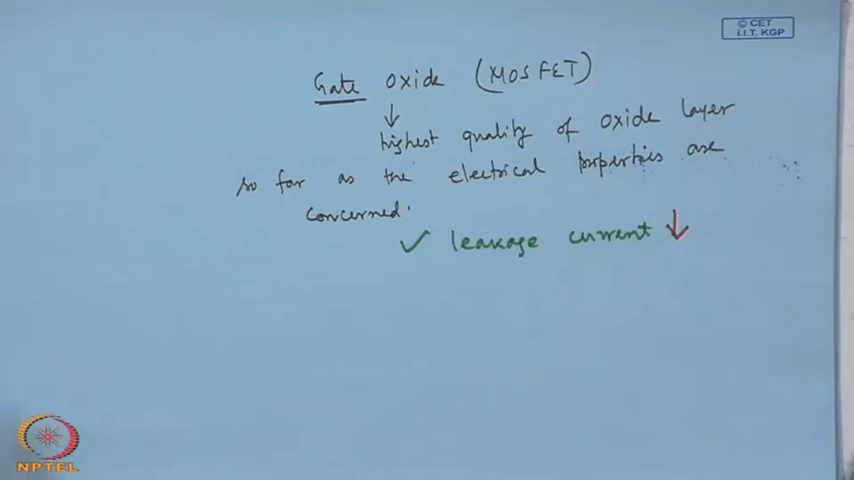 © CET
I.I.T. KGP
Gate oxide (MOSFET)
↓
highest quality of oxide layer
so far as the electrical properties are
concerned.
✓ leakage current ↓
NPTEL